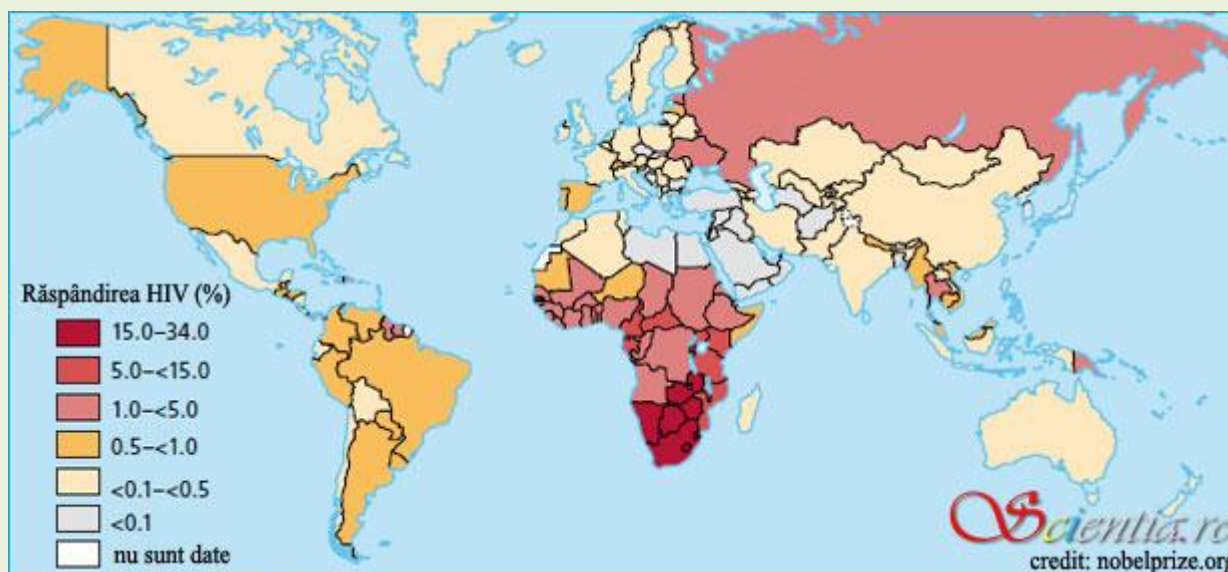 Răspândirea HIV (%)
15.0–34.0
5.0–<15.0
1.0–<5.0
0.5–<1.0
<0.1–<0.5
<0.1
nu sunt date
Scientia.ro
credit: nobelprize.org